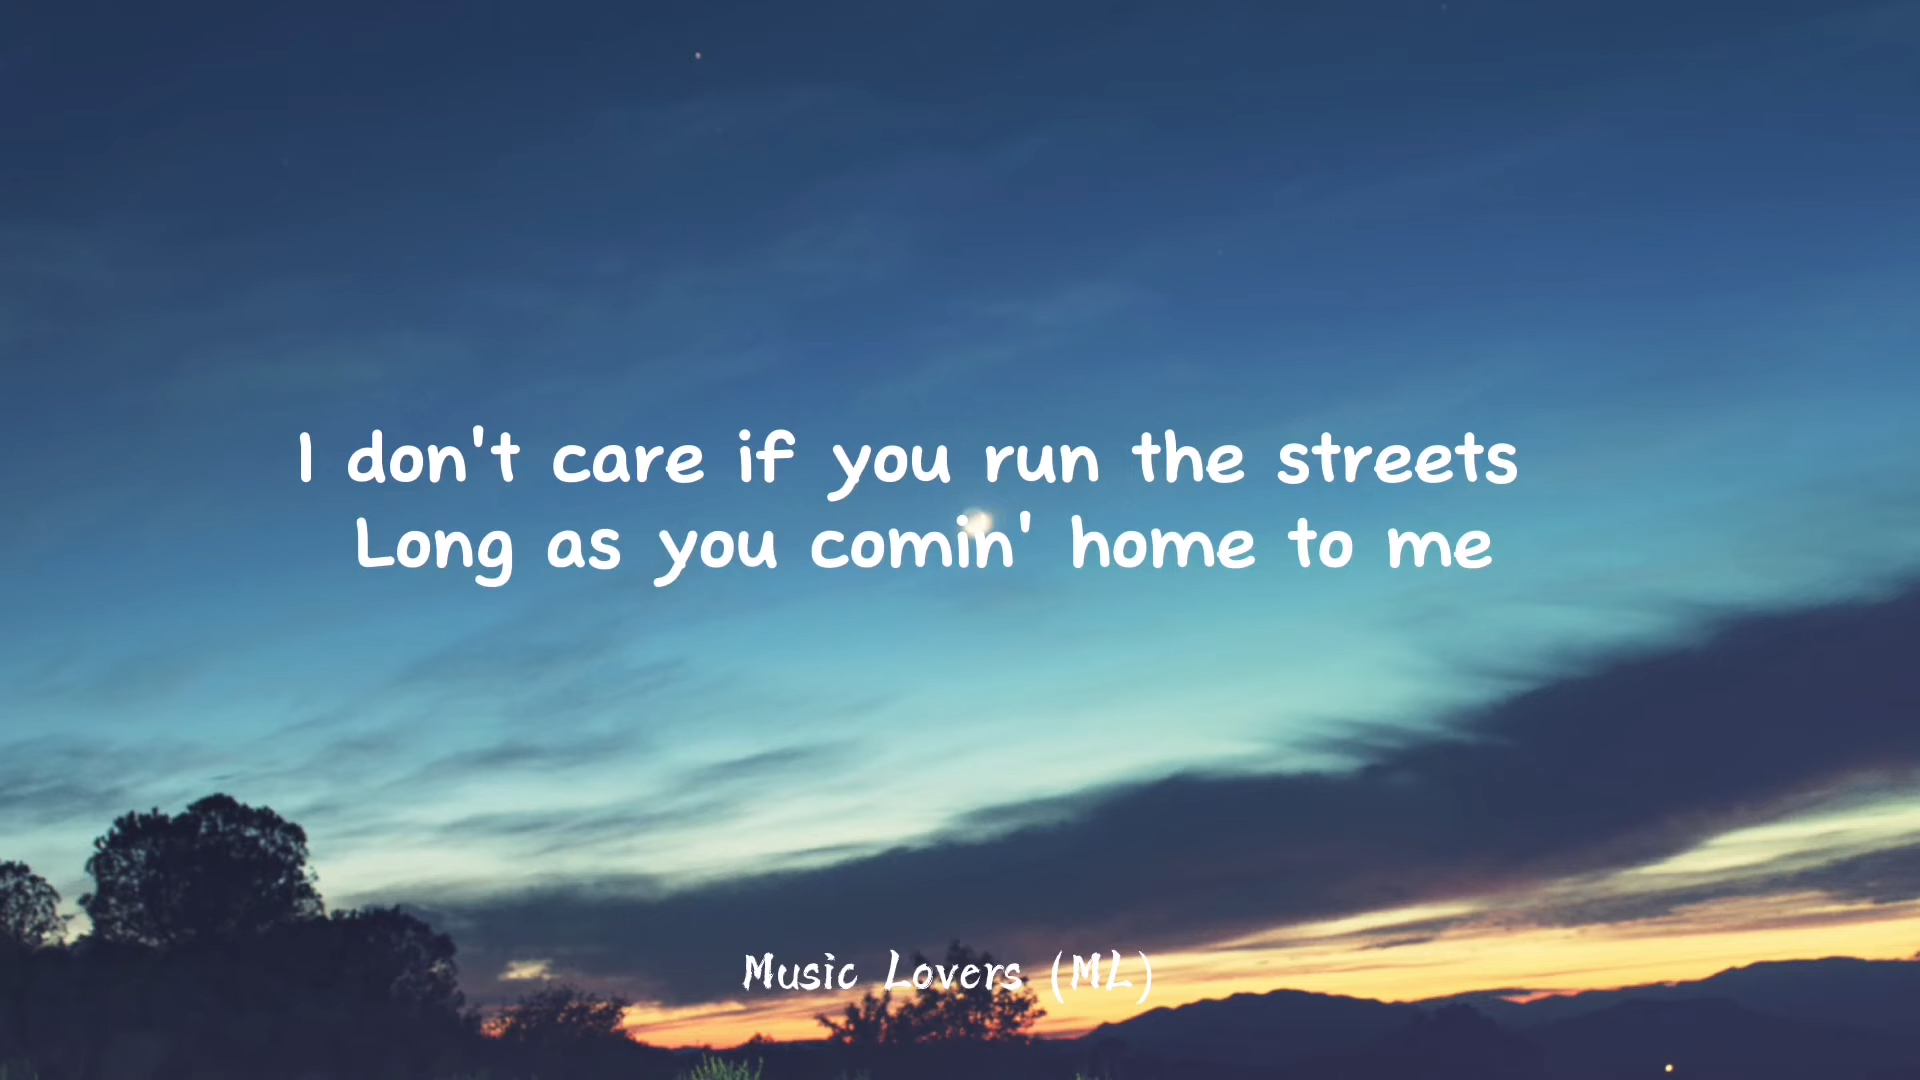 I don't care if you run the streets
Long as you comin' home to me
Music Lovers (ML)